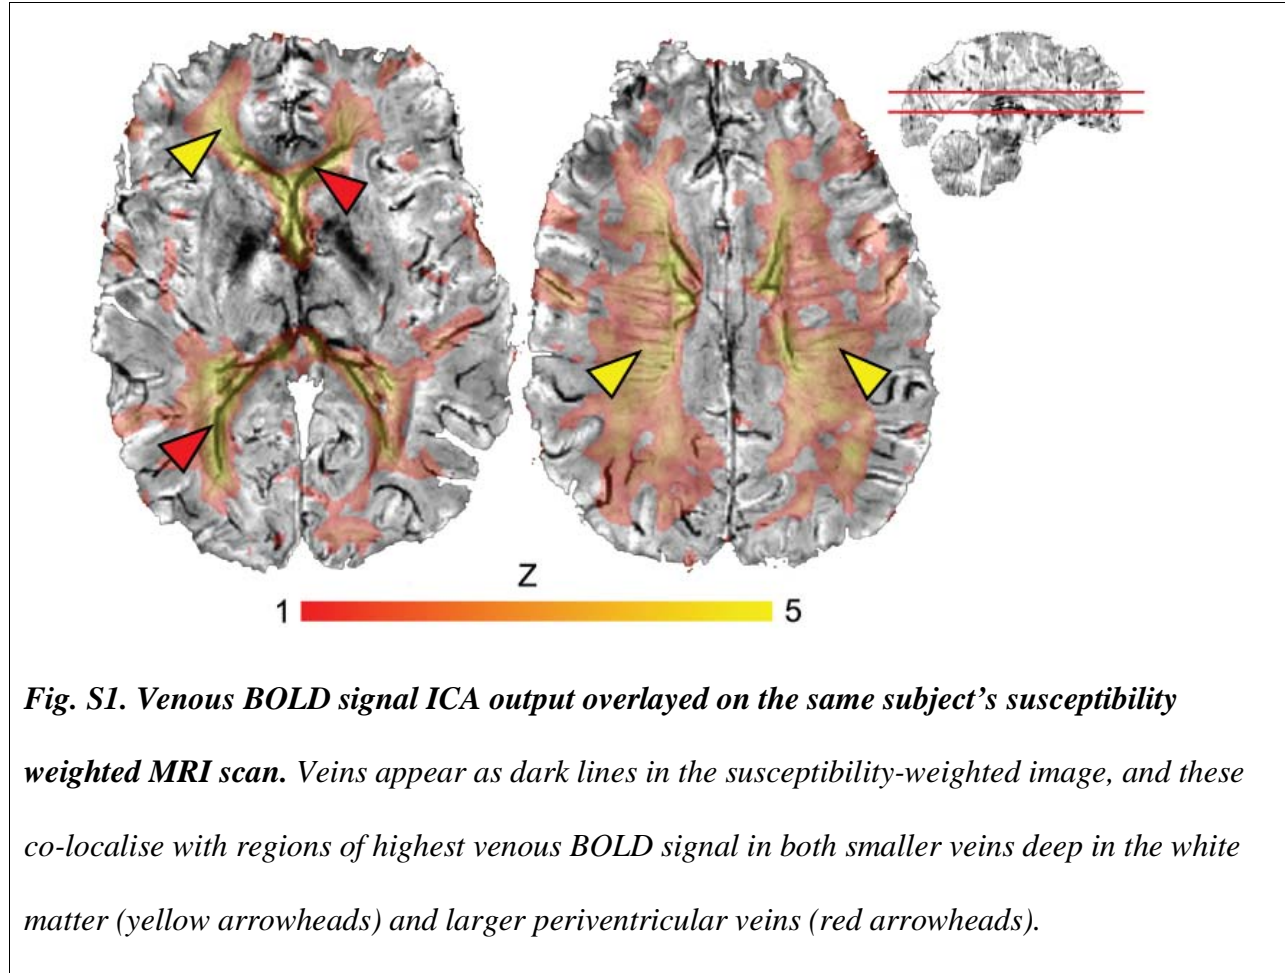 Z
1 5
Fig. S1. Venous BOLD signal ICA output overlayed on the same subject’s susceptibility
weighted MRI scan. Veins appear as dark lines in the susceptibility-weighted image, and these
co-localise with regions of highest venous BOLD signal in both smaller veins deep in the white
matter (yellow arrowheads) and larger periventricular veins (red arrowheads).